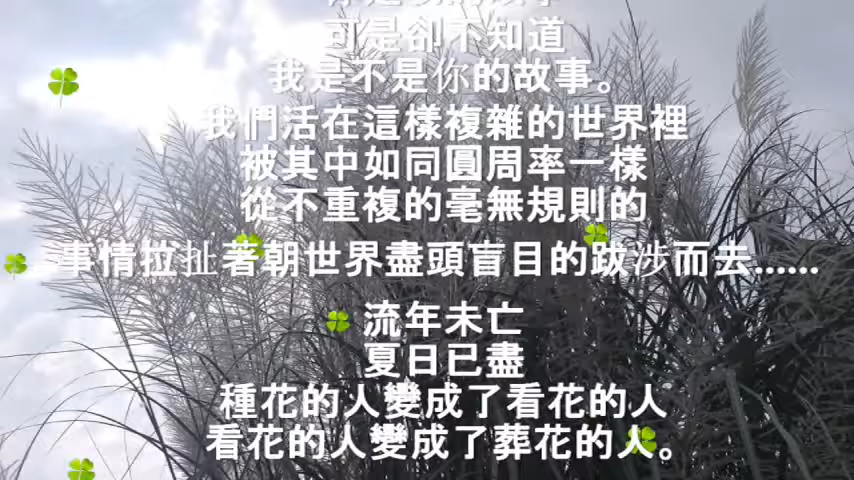 可是卻不知道
我是不是你的故事。
我們活在這樣複雜的世界裡
被其中如同圓周率一樣
從不重複的毫無規則的
事情拉扯著朝世界盡頭盲目的跋涉而去......
流年未亡
夏日已盡
種花的人變成了看花的人
看花的人變成了葬花的人。